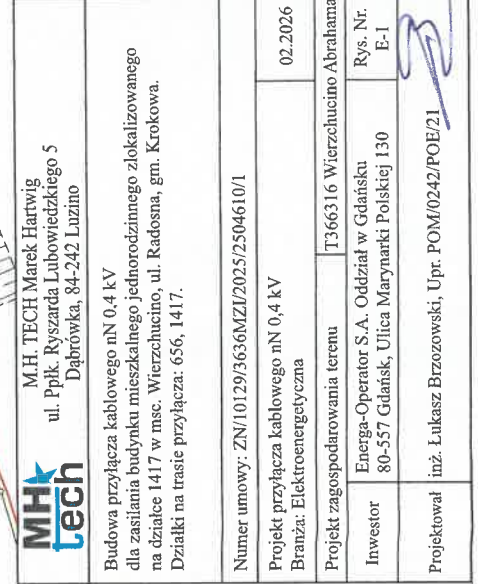 MH
tech
M.H. TECH Marek Hartwig
ul. Ppłk. Ryszarda Lubowiedzkiego 5
Dąbrówka, 84-242 Luzino
Budowa przyłącza kablowego nN 0,4 kV
dla zasilania budynku mieszkalnego jednorodzinnego zlokalizowanego
na działce 1417 w msc. Wierzchucino, ul. Radosna, gm. Krokowa.
Działki na trasie przyłącza: 656, 1417.
Numer umowy: ZN/10129/3636MZI/2025/2504610/1
Projekt przyłącza kablowego nN 0,4 kV
Branża: Elektroenergetyczna
02.2026
Projekt zagospodarowania terenu
T366316 Wierzchucino Abrahama
Inwestor
Energa-Operator S.A. Oddział w Gdańsku
80-557 Gdańsk, Ulica Marynarki Polskiej 130
Rys. Nr.
E-1
Projektował
inż. Łukasz Brzozowski, Upr. POM/0242/POE/21